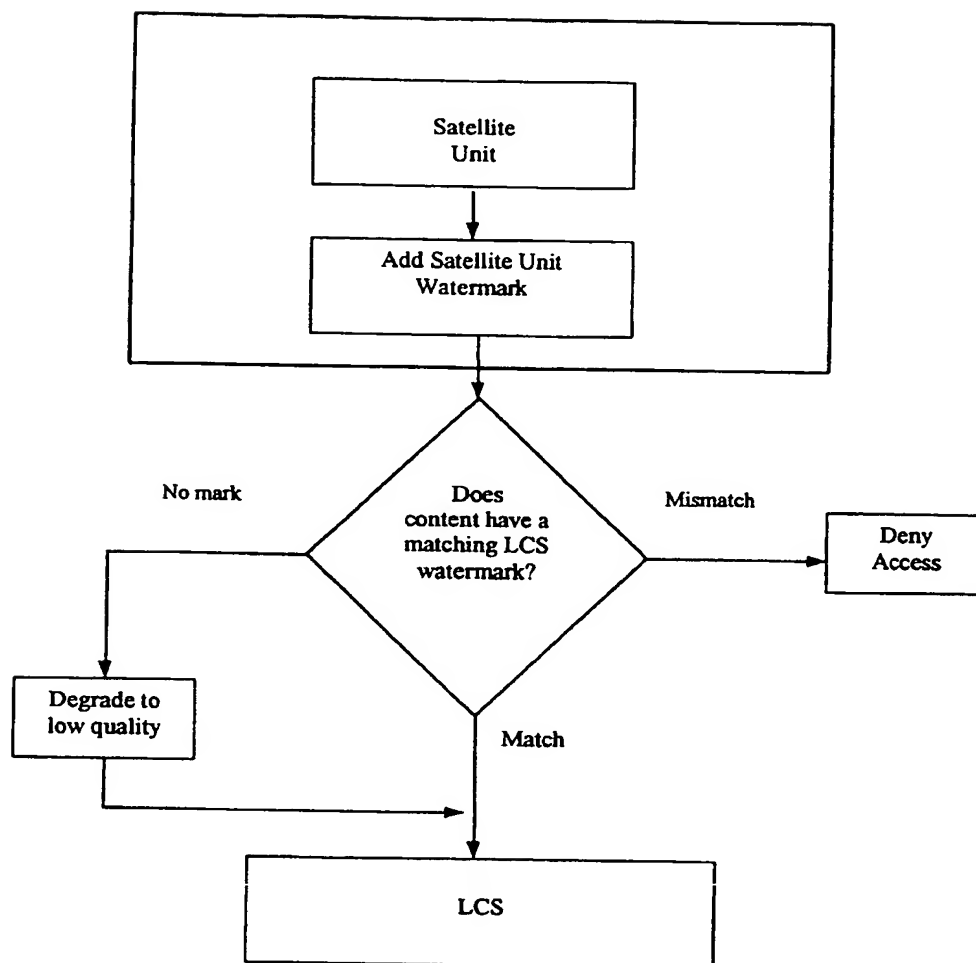 Satellite
Unit
Add Satellite Unit
Watermark
No mark
Does
content have a
matching LCS
watermark?
Mismatch
Deny
Access
Degrade to
low quality
Match
LCS